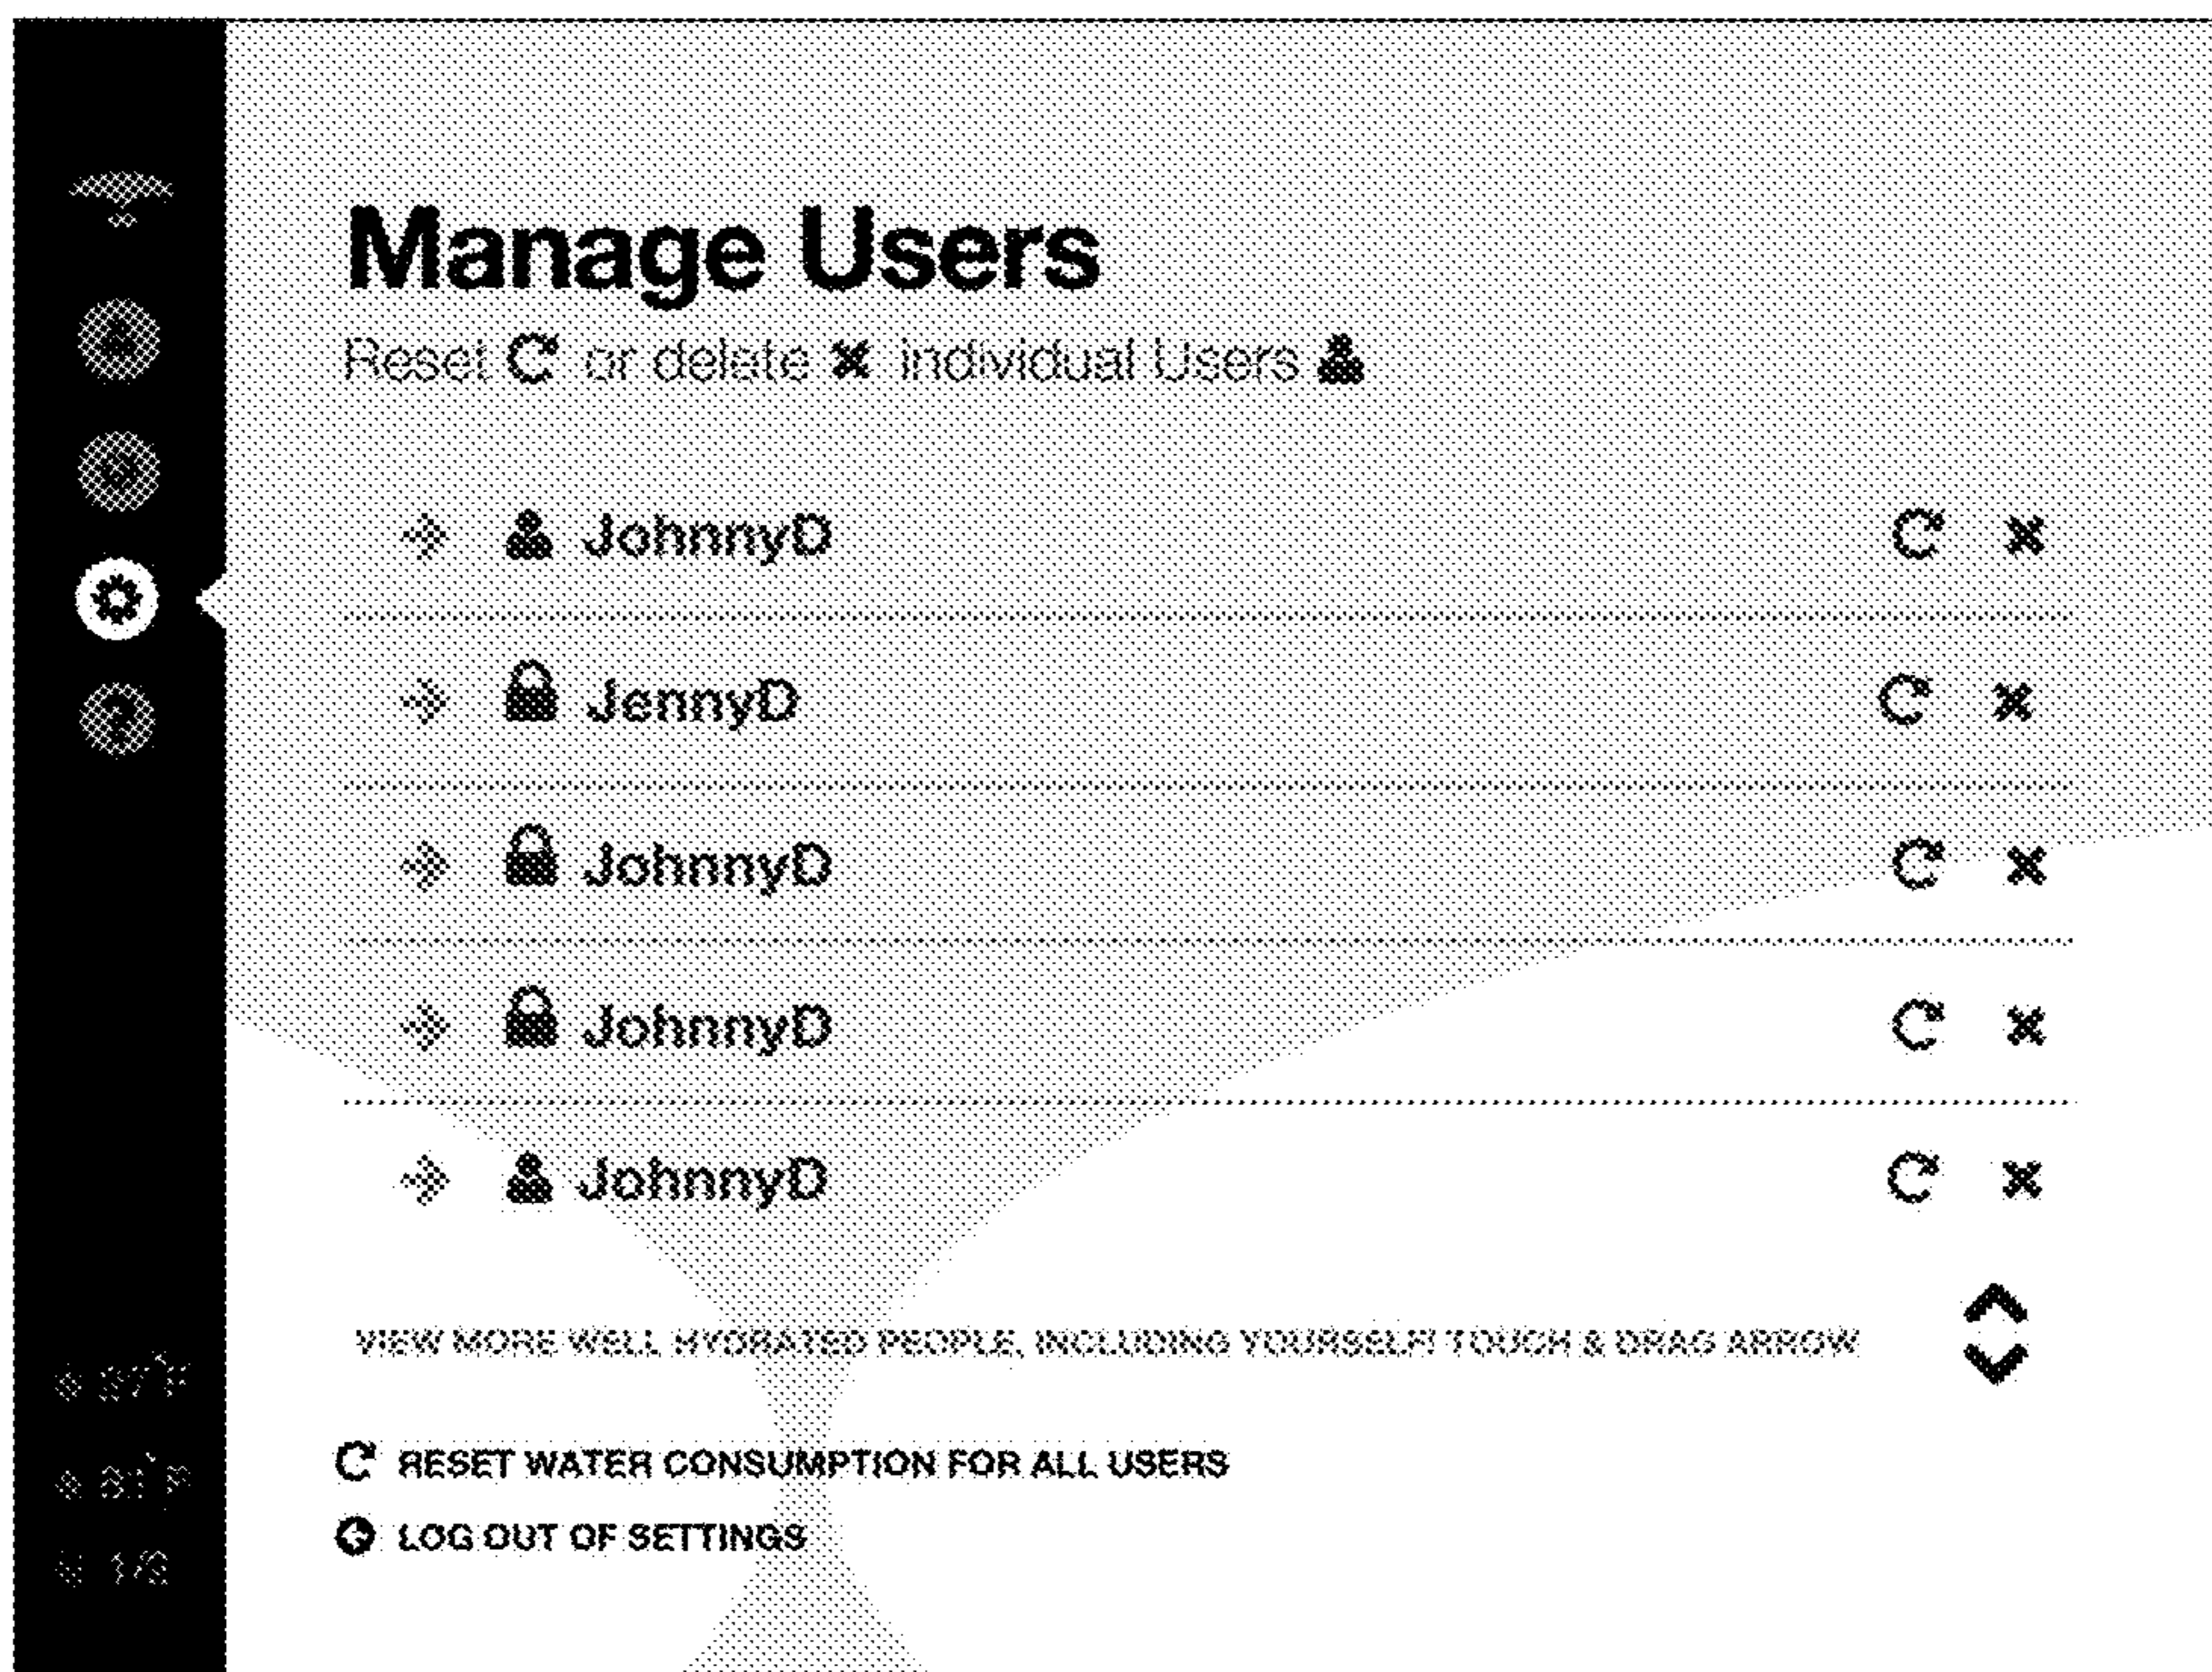 Manage Users
Reset or delete individual Users
JohnnyD
JennyD
JohnnyD
JohnnyD
JohnnyD
VIEW MORE WELL HYDRATED PEOPLE, INCLUDING YOURSELF! TOUCH & DRAG ARROW
RESET WATER CONSUMPTION FOR ALL USERS
LOG OUT OF SETTINGS